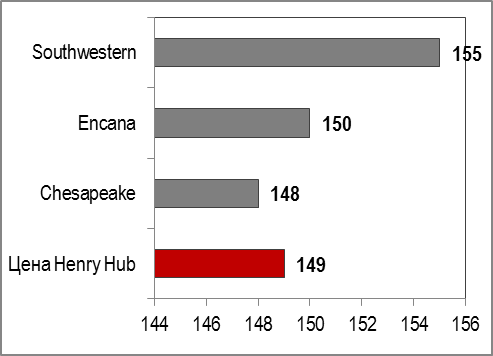 Southwestern 155
Encana 150
Chesapeake 148
Цена Henry Hub 149
144 146 148 150 152 154 156